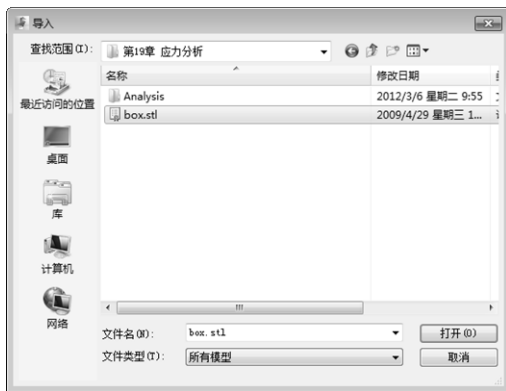 导入
查找范围(I):
第19章 应力分析
名称
修改日期
Analysis
2012/3/6 星期二 9:55
box.stl
2009/4/29 星期三 1...
最近访问的位置
桌面
库
计算机
网络
文件名(N):
box.stl
打开(O)
文件类型(T):
所有模型
取消